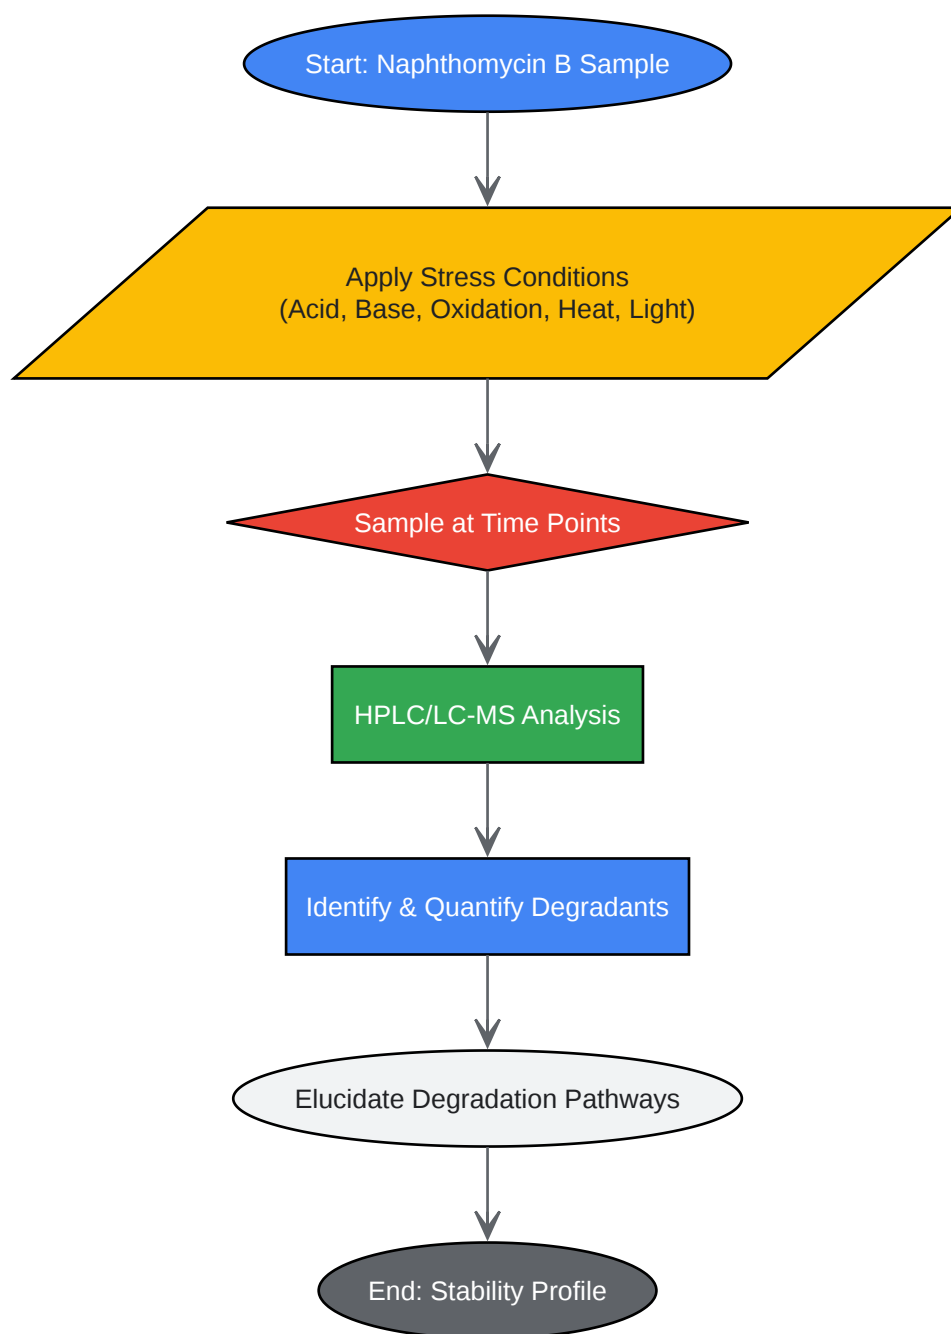 Start: Naphthomycin B Sample
Apply Stress Conditions
(Acid, Base, Oxidation, Heat, Light)
Sample at Time Points
HPLC/LC-MS Analysis
Identify & Quantify Degradants
Elucidate Degradation Pathways
End: Stability Profile